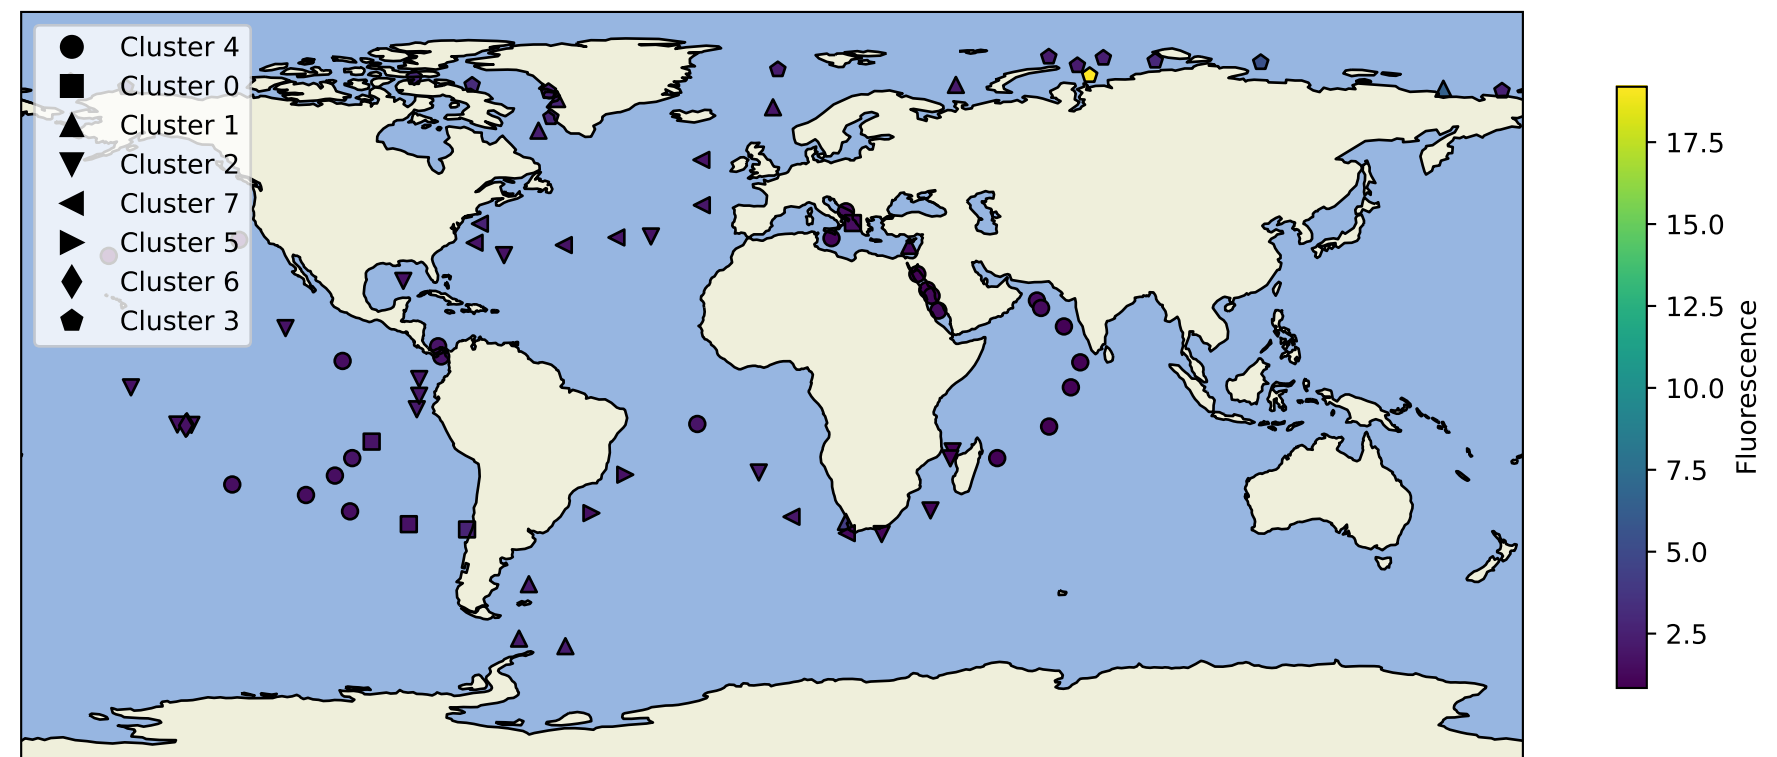 Cluster 4
Cluster 0
Cluster 1
Cluster 2
Cluster 7
Cluster 5
Cluster 6
Cluster 3
17.5
15.0
12.5
10.0
7.5
5.0
2.5
Fluorescence